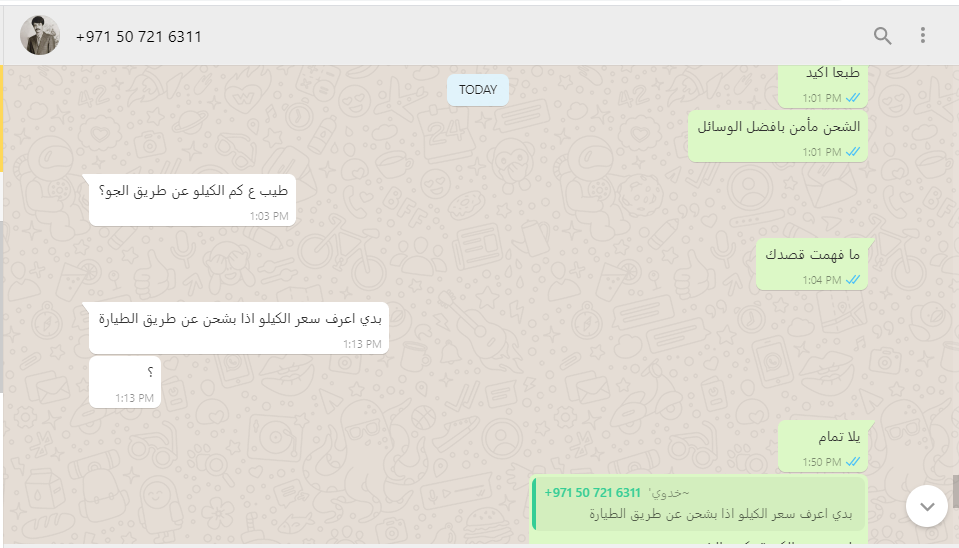 +971 50 721 6311
TODAY
طبعا اكيد
1:01 PM
الشحن مأمن بافضل الوسائل
1:01 PM
طيب ع كم الكيلو عن طريق الجو؟
1:03 PM
ما فهمت قصدك
1:04 PM
بدي اعرف سعر الكيلو اذا بشحن عن طريق الطيارة
1:13 PM
؟
1:13 PM
يلا تمام
1:50 PM
+971 50 721 6311 ~خدوي'
بدي اعرف سعر الكيلو اذا بشحن عن طريق الطيارة